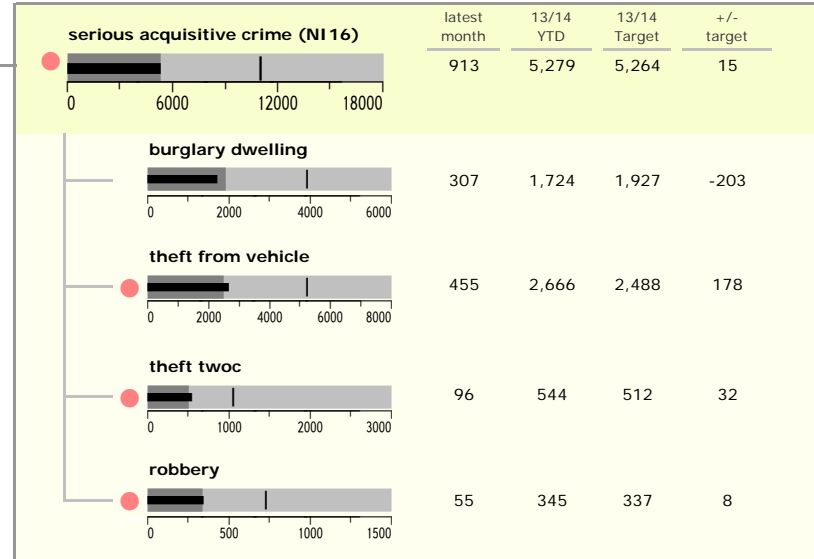 latest 13/14 13/14 +/-
serious acquisitive crime (NI16) month YTD Target target
913 5,279 5,264 15
0 6000 12000 18000
burglary dwelling
307 1,724 1,927 -203
0 2000 4000 6000
theft from vehicle
455 2,666 2,488 178
0 2000 4000 6000 8000
theft twoc
96 544 512 32
0 1000 2000 3000
robbery
55 345 337 8
0 500 1000 1500